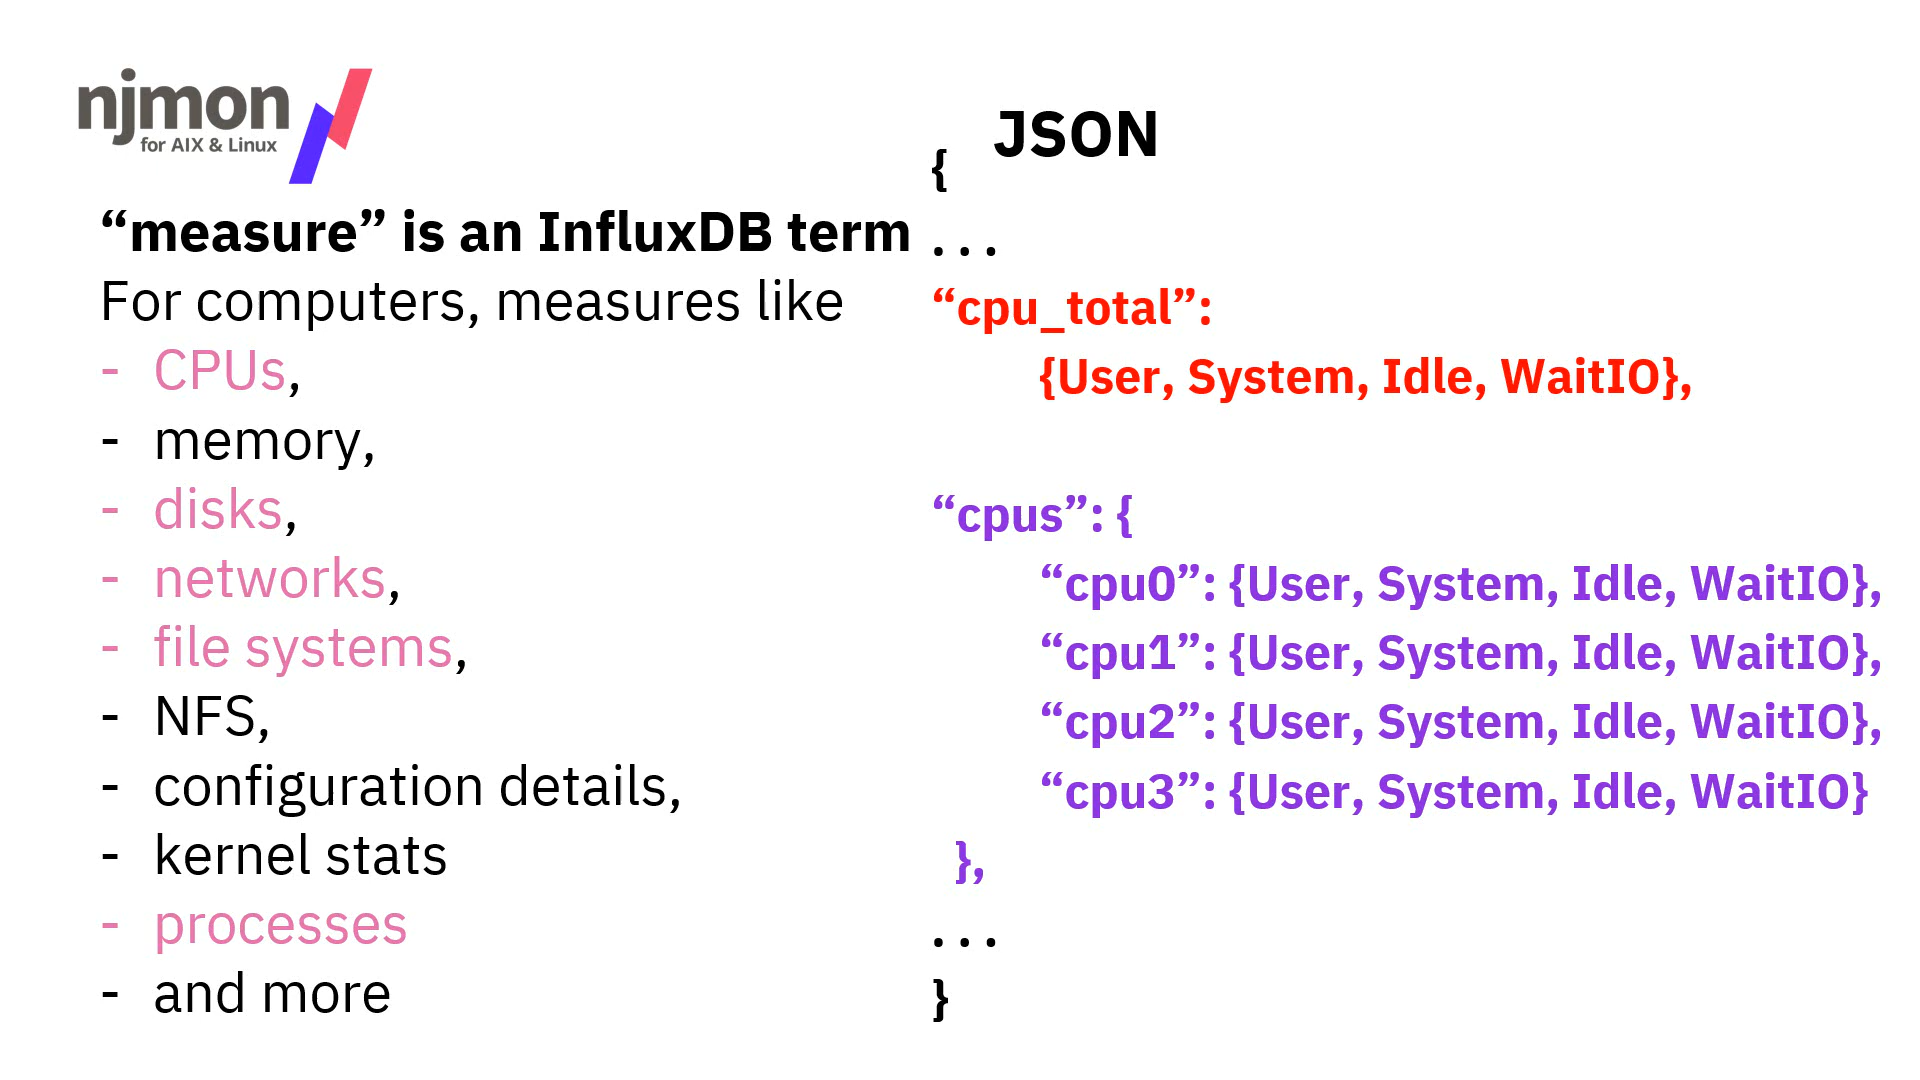 njmon
for AIX & Linux
“measure” is an InfluxDB term
For computers, measures like
- CPUs,
- memory,
- disks,
- networks,
- file systems,
- NFS,
- configuration details,
- kernel stats
- processes
- and more
JSON
{
. . .
“cpu_total”:
{User, System, Idle, WaitIO},
“cpus”: {
“cpu0”: {User, System, Idle, WaitIO},
“cpu1”: {User, System, Idle, WaitIO},
“cpu2”: {User, System, Idle, WaitIO},
“cpu3”: {User, System, Idle, WaitIO}
},
. . .
}